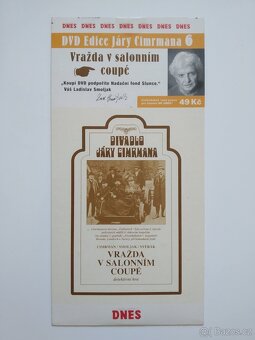 DNES DNES DNES DNES DNES DNES DNES
DVD Edice Járy Cimrmana 6
Vražda v salonním
coupé
„Koupí DVD podpoříte Nadační fond Slunce."
Váš Ladislav Smoljak
49 Kč
DIVADLO
JÁRY CIMRMANA
CIMRMAN / SMOLJAK / SVĚRÁK
VRAŽDA
V SALONNÍM
COUPÉ
DNES